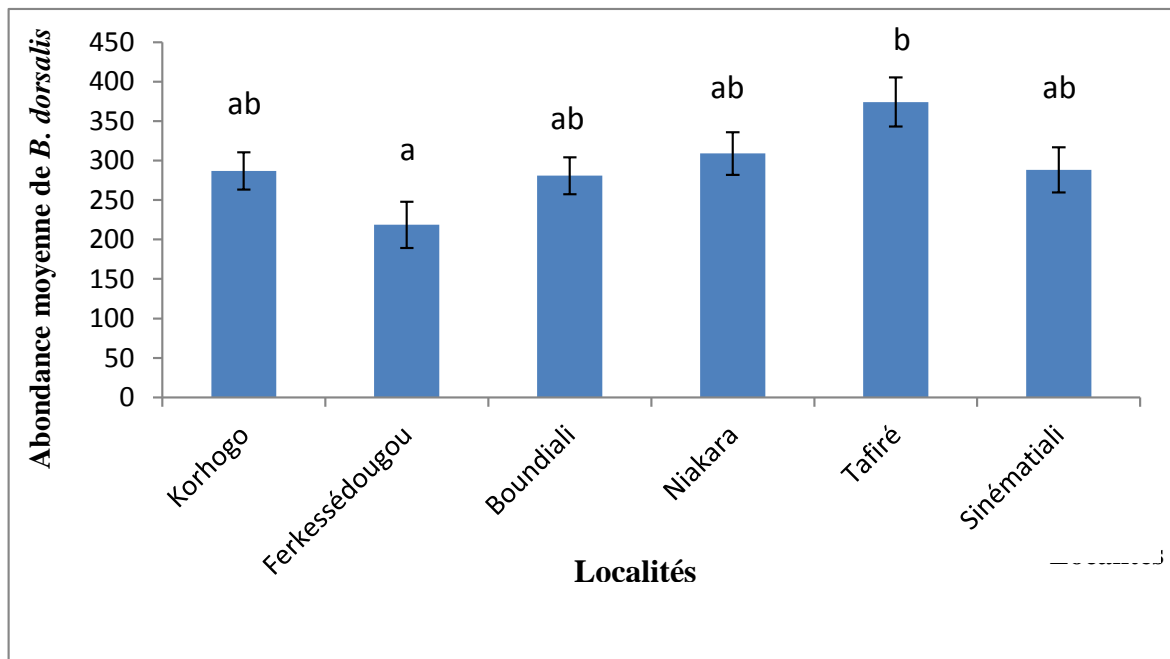 Abondance moyenne de B. dorsalis
450
400
350
300
250
200
150
100
50
0
ab
a
ab
ab
b
ab
Korhogo
Ferkessédougou
Boundiali
Niakara
Tafiré
Sinématiali
Localités